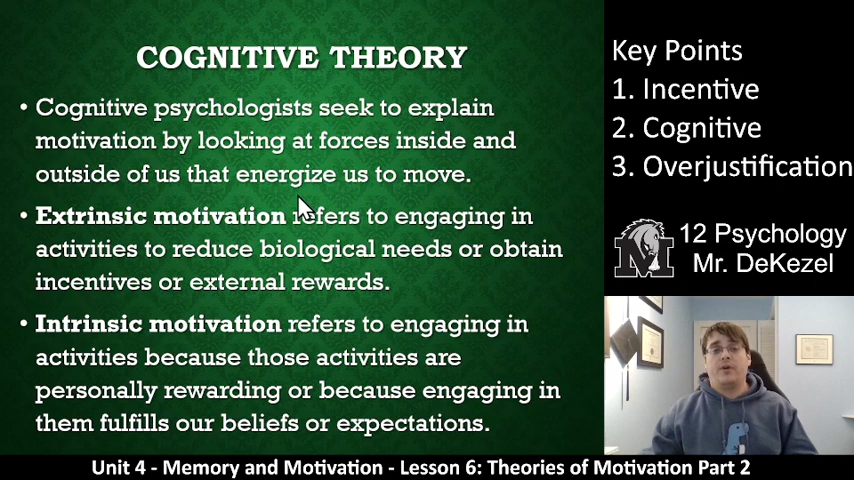 COGNITIVE THEORY
• Cognitive psychologists seek to explain
motivation by looking at forces inside and
outside of us that energize us to move.
• Extrinsic motivation refers to engaging in
activities to reduce biological needs or obtain
incentives or external rewards.
• Intrinsic motivation refers to engaging in
activities because those activities are
personally rewarding or because engaging in
them fulfills our beliefs or expectations.
Key Points
1. Incentive
2. Cognitive
3. Overjustification
12 Psychology
Mr. DeKezel
Unit 4 - Memory and Motivation - Lesson 6: Theories of Motivation Part 2